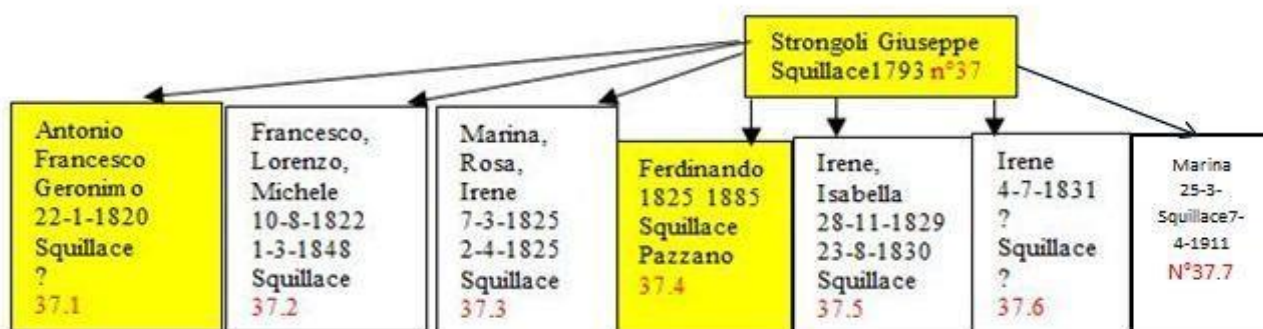 Strongoli Giuseppe
Squillace1793 n°37
Antonio
Francesco
Geronimo
22-1-1820
Squillace
?
37.1
Francesco,
Lorenzo,
Michele
10-8-1822
1-3-1848
Squillace
37.2
Marina,
Rosa,
Irene
7-3-1825
2-4-1825
Squillace
37.3
Ferdinando
1825 1885
Squillace
Pazzano
37.4
Irene,
Isabella
28-11-1829
23-8-1830
Squillace
37.5
Irene
4-7-1831
?
Squillace
?
37.6
Marina
25-3-
Squillace7-
4-1911
N°37.7